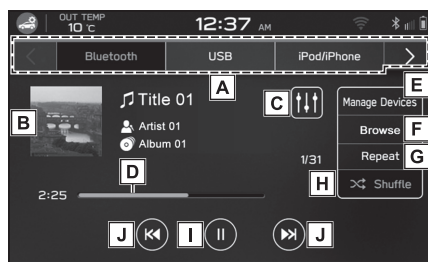 OUT TEMP
10 °C
12:37 AM
Bluetooth
USB
iPod/iPhone
A
E
B
Title 01
C
Manage Devices
Artist 01
Browse
F
Album 01
D
1/31
Repeat
G
H
Shuffle
2:25
J
I
J